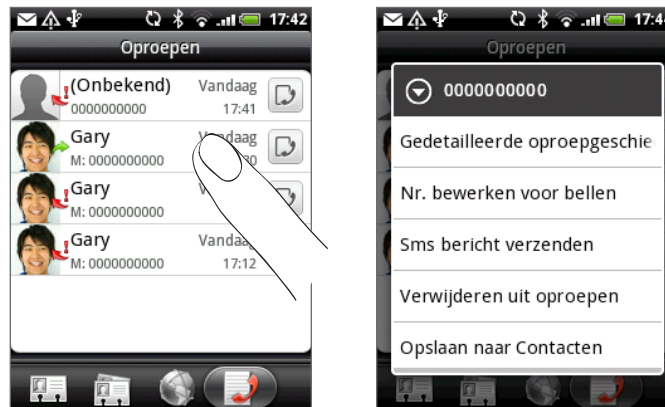 17:42
Oproepen
(Onbekend) Vandaag
0000000000 17:41
Gary Vandaag
M: 0000000000
Gary
M: 0000000000
Gary Vandaag
M: 0000000000 17:12
Oproepen
0000000000
Gedetailleerde oproepgeschie
Nr. bewerken voor bellen
Sms bericht verzenden
Verwijderen uit oproepen
Opslaan naar Contacten